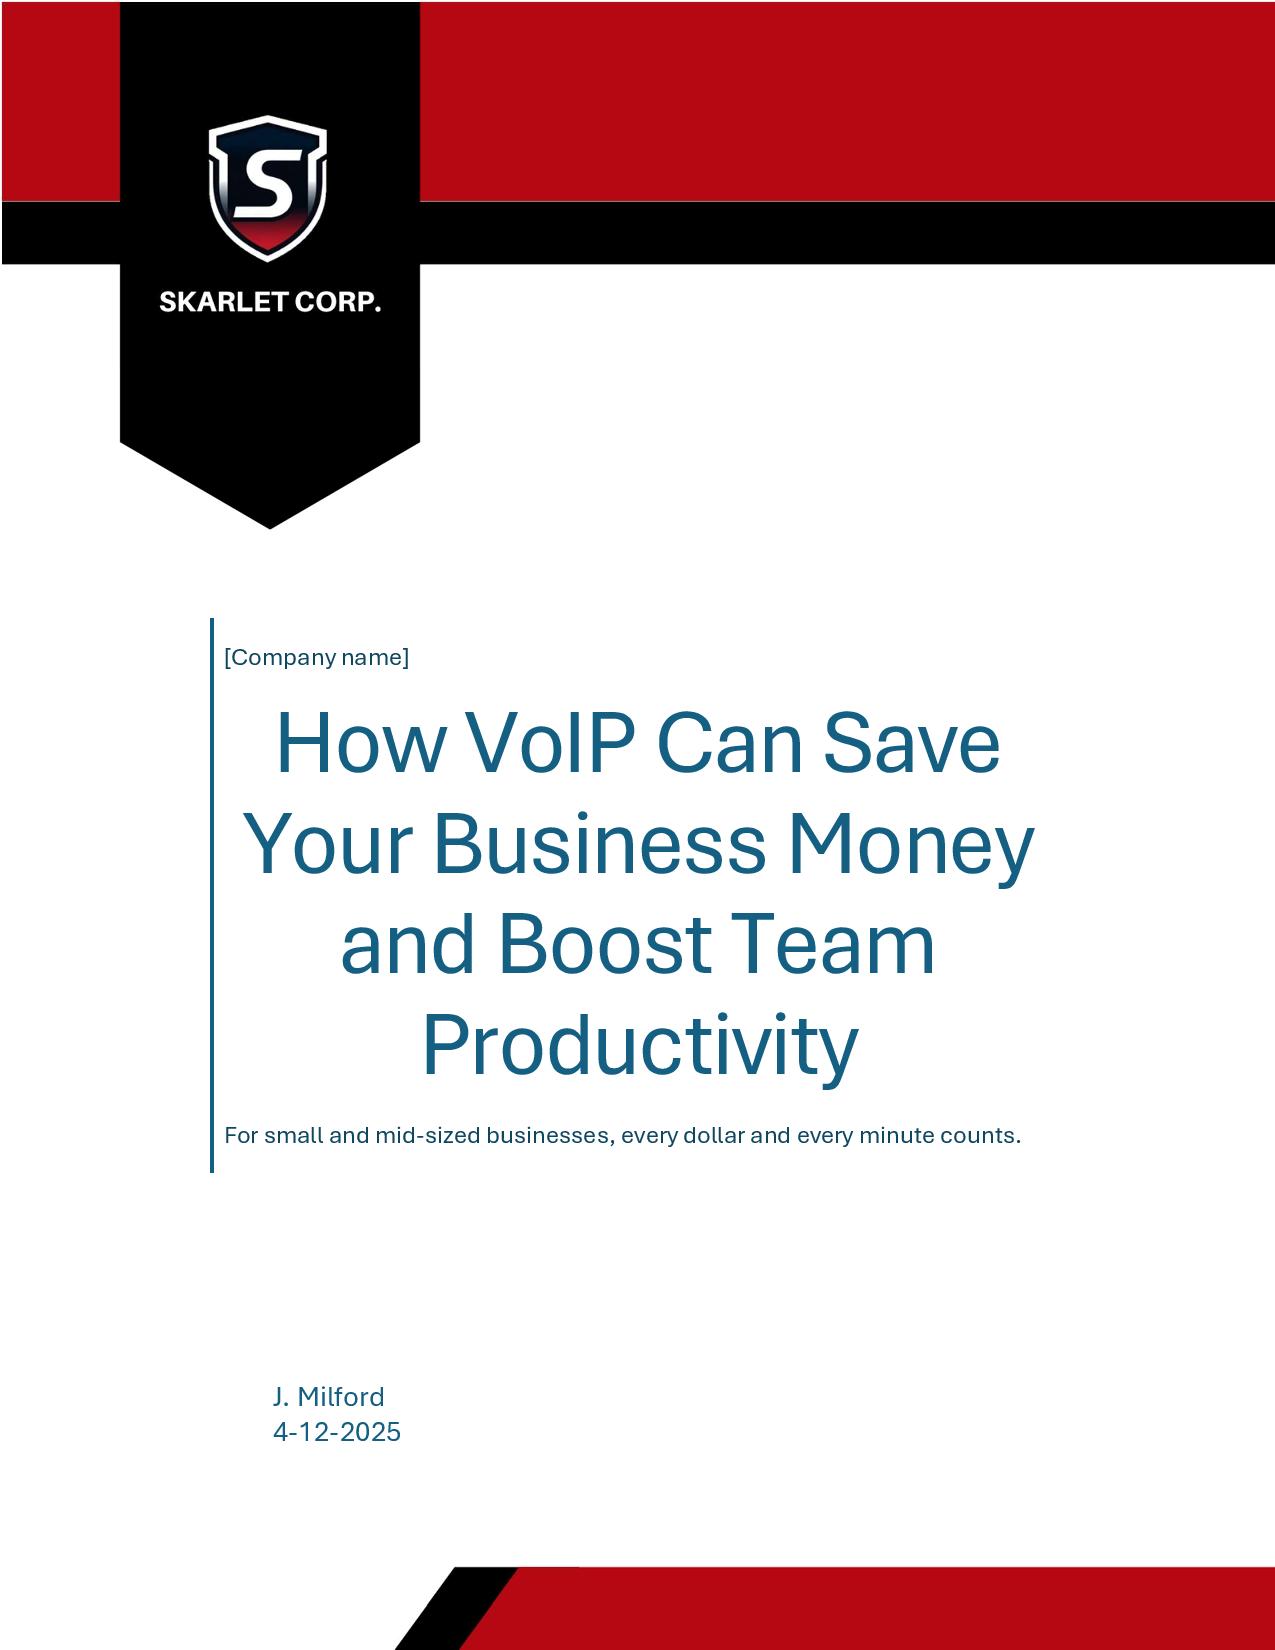 S
SKARLET CORP.
[Company name]
How VoIP Can Save
Your Business Money
and Boost Team
Productivity
For small and mid-sized businesses, every dollar and every minute counts.
J. Milford
4-12-2025